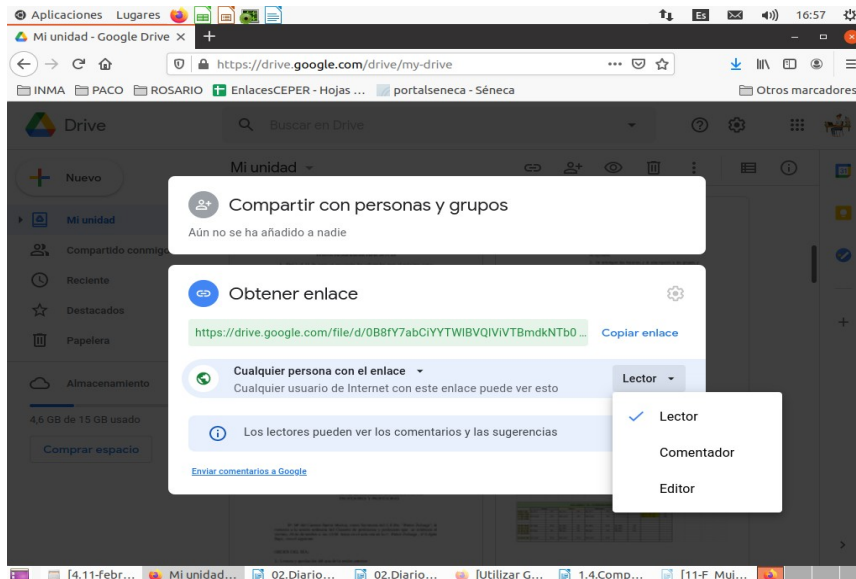 Aplicaciones Lugares Es 16:57
Mi unidad - Google Drive × +
https://drive.google.com/drive/my-drive
INMA PACO ROSARIO EnlacesCEPER - Hojas ... portalseneca - Séneca Otros marcadores
Drive Buscar en Drive
Nuevo Mi unidad
Mi unidad
Compartido conmigo
Reciente
Destacados
Papelera
Almacenamiento
4,6 GB de 15 GB usado
Comprar espacio
Compartir con personas y grupos
Aún no se ha añadido a nadie
Obtener enlace
https://drive.google.com/file/d/0B8fY7abCiYYTWlBVQlViVTBmdkNTb0 ... Copiar enlace
Cualquier persona con el enlace Lector
Cualquier usuario de Internet con este enlace puede ver esto
Los lectores pueden ver los comentarios y las sugerencias
Enviar comentarios a Google
Lector
Comentador
Editor
[4.11-febr... Mi unidad... 02.Diario... 02.Diario... [Utilizar G... 1.4.Comp... [11-F_Muj...